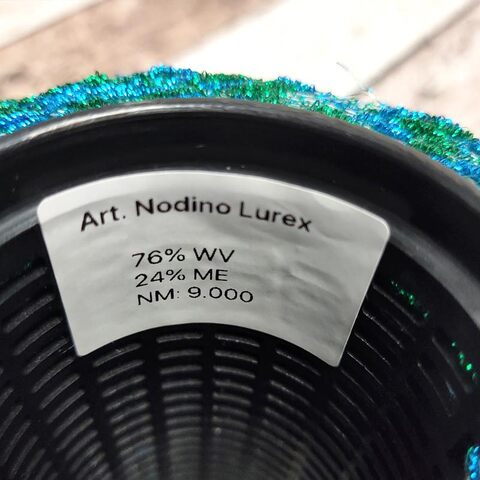 Art. Nodino Lurex
76% WV
24% ME
NM: 9.000